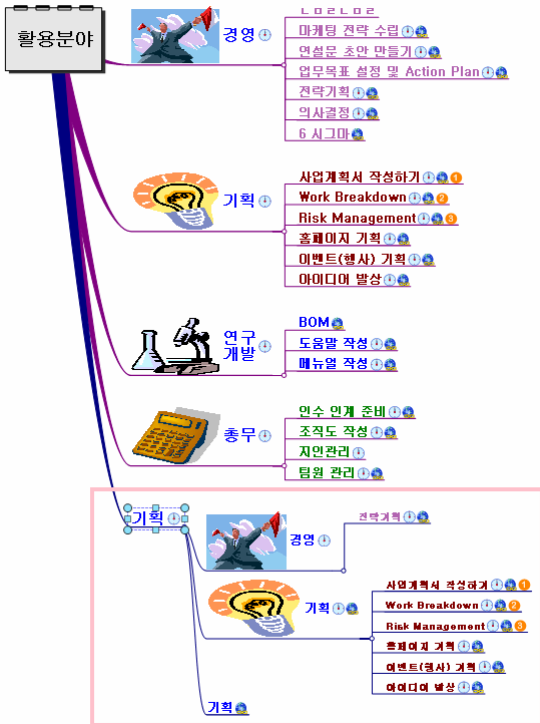 활용분야
경영
마케팅 전략 수립
연설문 초안 만들기
업무목표 설정 및 Action Plan
전략기획
의사결정
6 시그마
기획
사업계획서 작성하기 1
Work Breakdown 2
Risk Management 3
홈페이지 기획
이벤트(행사) 기획
아이디어 발상
연구
개발
BOM
도움말 작성
메뉴얼 작성
총무
인수 인계 준비
조직도 작성
지인관리
팀원 관리
기획
경영
전략기획
기획
사업계획서 작성하기 1
Work Breakdown 2
Risk Management 3
홈페이지 기획
이벤트(행사) 기획
아이디어 발상
기획